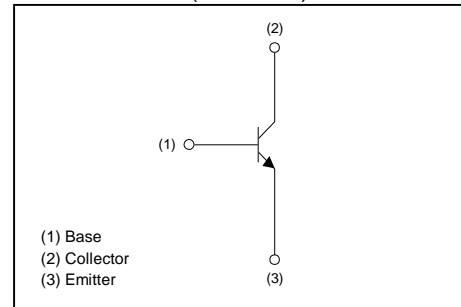 (2)
(1)
(1) Base
(2) Collector
(3) Emitter
(3)